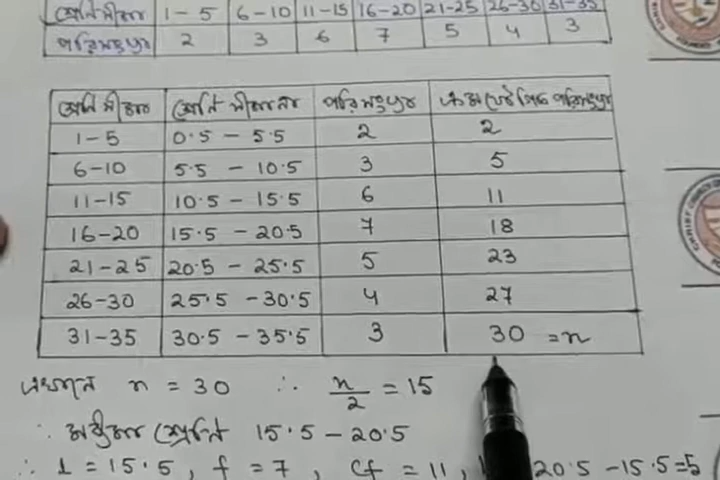 শ্রেণি সীমা 1-5 6-10 11-15 16-20 21-25 26-30 31-35
পরিসংখ্যা 2 3 6 7 5 4 3
শ্রেণি সীমা শ্রেণি সীমানা পরিসংখ্যা ক্রমযৌগিক পরিসংখ্যা
1-5 0.5 - 5.5 2 2
6-10 5.5 - 10.5 3 5
11-15 10.5 - 15.5 6 11
16-20 15.5 - 20.5 7 18
21-25 20.5 - 25.5 5 23
26-30 25.5 - 30.5 4 27
31-35 30.5 - 35.5 3 30 = n
এখানে n = 30 ∴ n/2 = 15
∴ মধ্যমা শ্রেণি 15.5 - 20.5
∴ l = 15.5, f = 7, cf = 11, 20.5 - 15.5 = 5